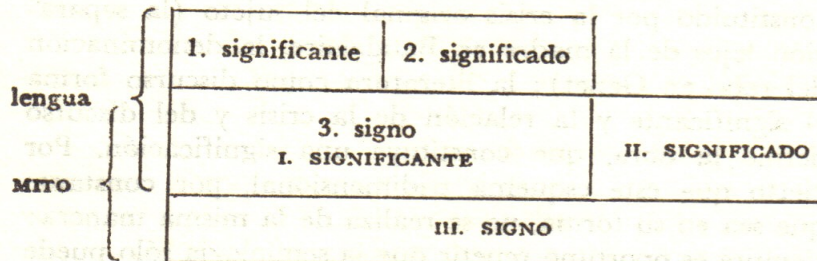 1. significante 2. significado
lengua
3. signo
I. SIGNIFICANTE II. SIGNIFICADO
MITO
III. SIGNO